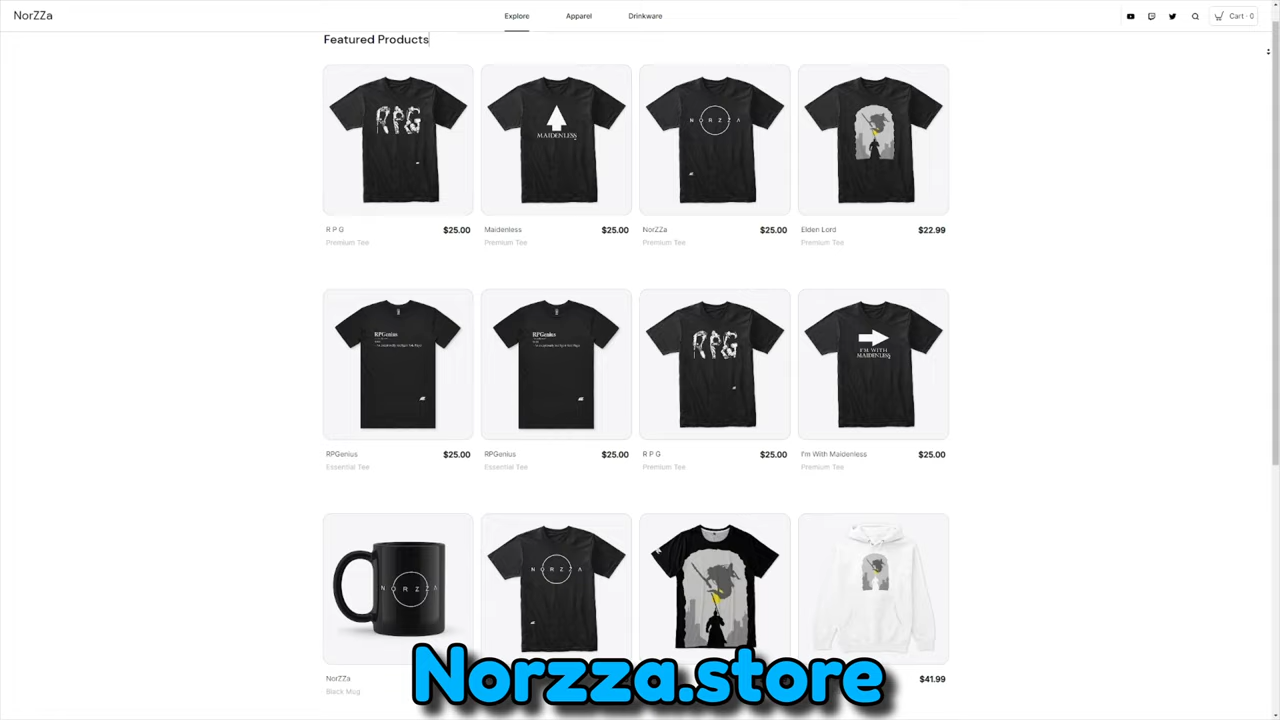 NorZZa
Explore
Apparel
Drinkware
Cart · 0
Featured Products
RPG
MAIDENLESS
NORZZA
R P G
$25.00
Maidenless
$25.00
NorZZa
$25.00
Elden Lord
$22.99
Premium Tee
Premium Tee
Premium Tee
Premium Tee
RPGenius
RPGenius
RPG
I'M WITH
MAIDENLESS
RPGenius
$25.00
RPGenius
$25.00
R P G
$25.00
I'm With Maidenless
$25.00
Essential Tee
Essential Tee
Premium Tee
Premium Tee
NORZZA
NORZZA
NorZZa
$41.99
Black Mug
Norzza.store